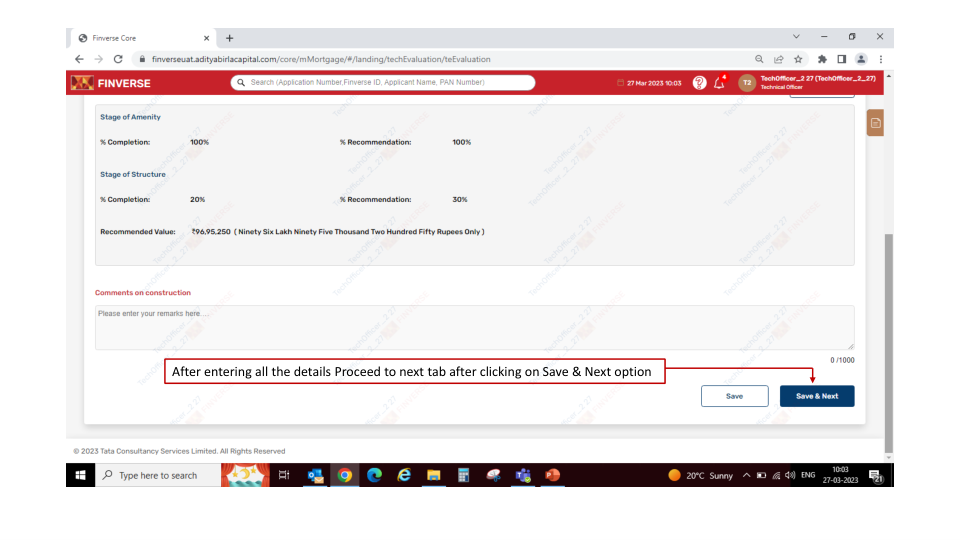 Finverse Core
finverseuat.adityabirlacapital.com/core/mMortgage/#/landing/techEvaluation/teEvaluation
FINVERSE
Search (Application Number,Finverse ID, Applicant Name, PAN Number)
27 Mar 2023 10:03
4
T2
TechOfficer_2 27 (TechOfficer_2_27)
Technical Officer
Stage of Amenity
% Completion: 100% % Recommendation: 100%
Stage of Structure
% Completion: 20% % Recommendation: 30%
Recommended Value: ₹96,95,250 ( Ninety Six Lakh Ninety Five Thousand Two Hundred Fifty Rupees Only )
Comments on construction
Please enter your remarks here....
0 /1000
After entering all the details Proceed to next tab after clicking on Save & Next option
Save
Save & Next
© 2023 Tata Consultancy Services Limited. All Rights Reserved
Type here to search
20°C Sunny
ENG
10:03
27-03-2023
21